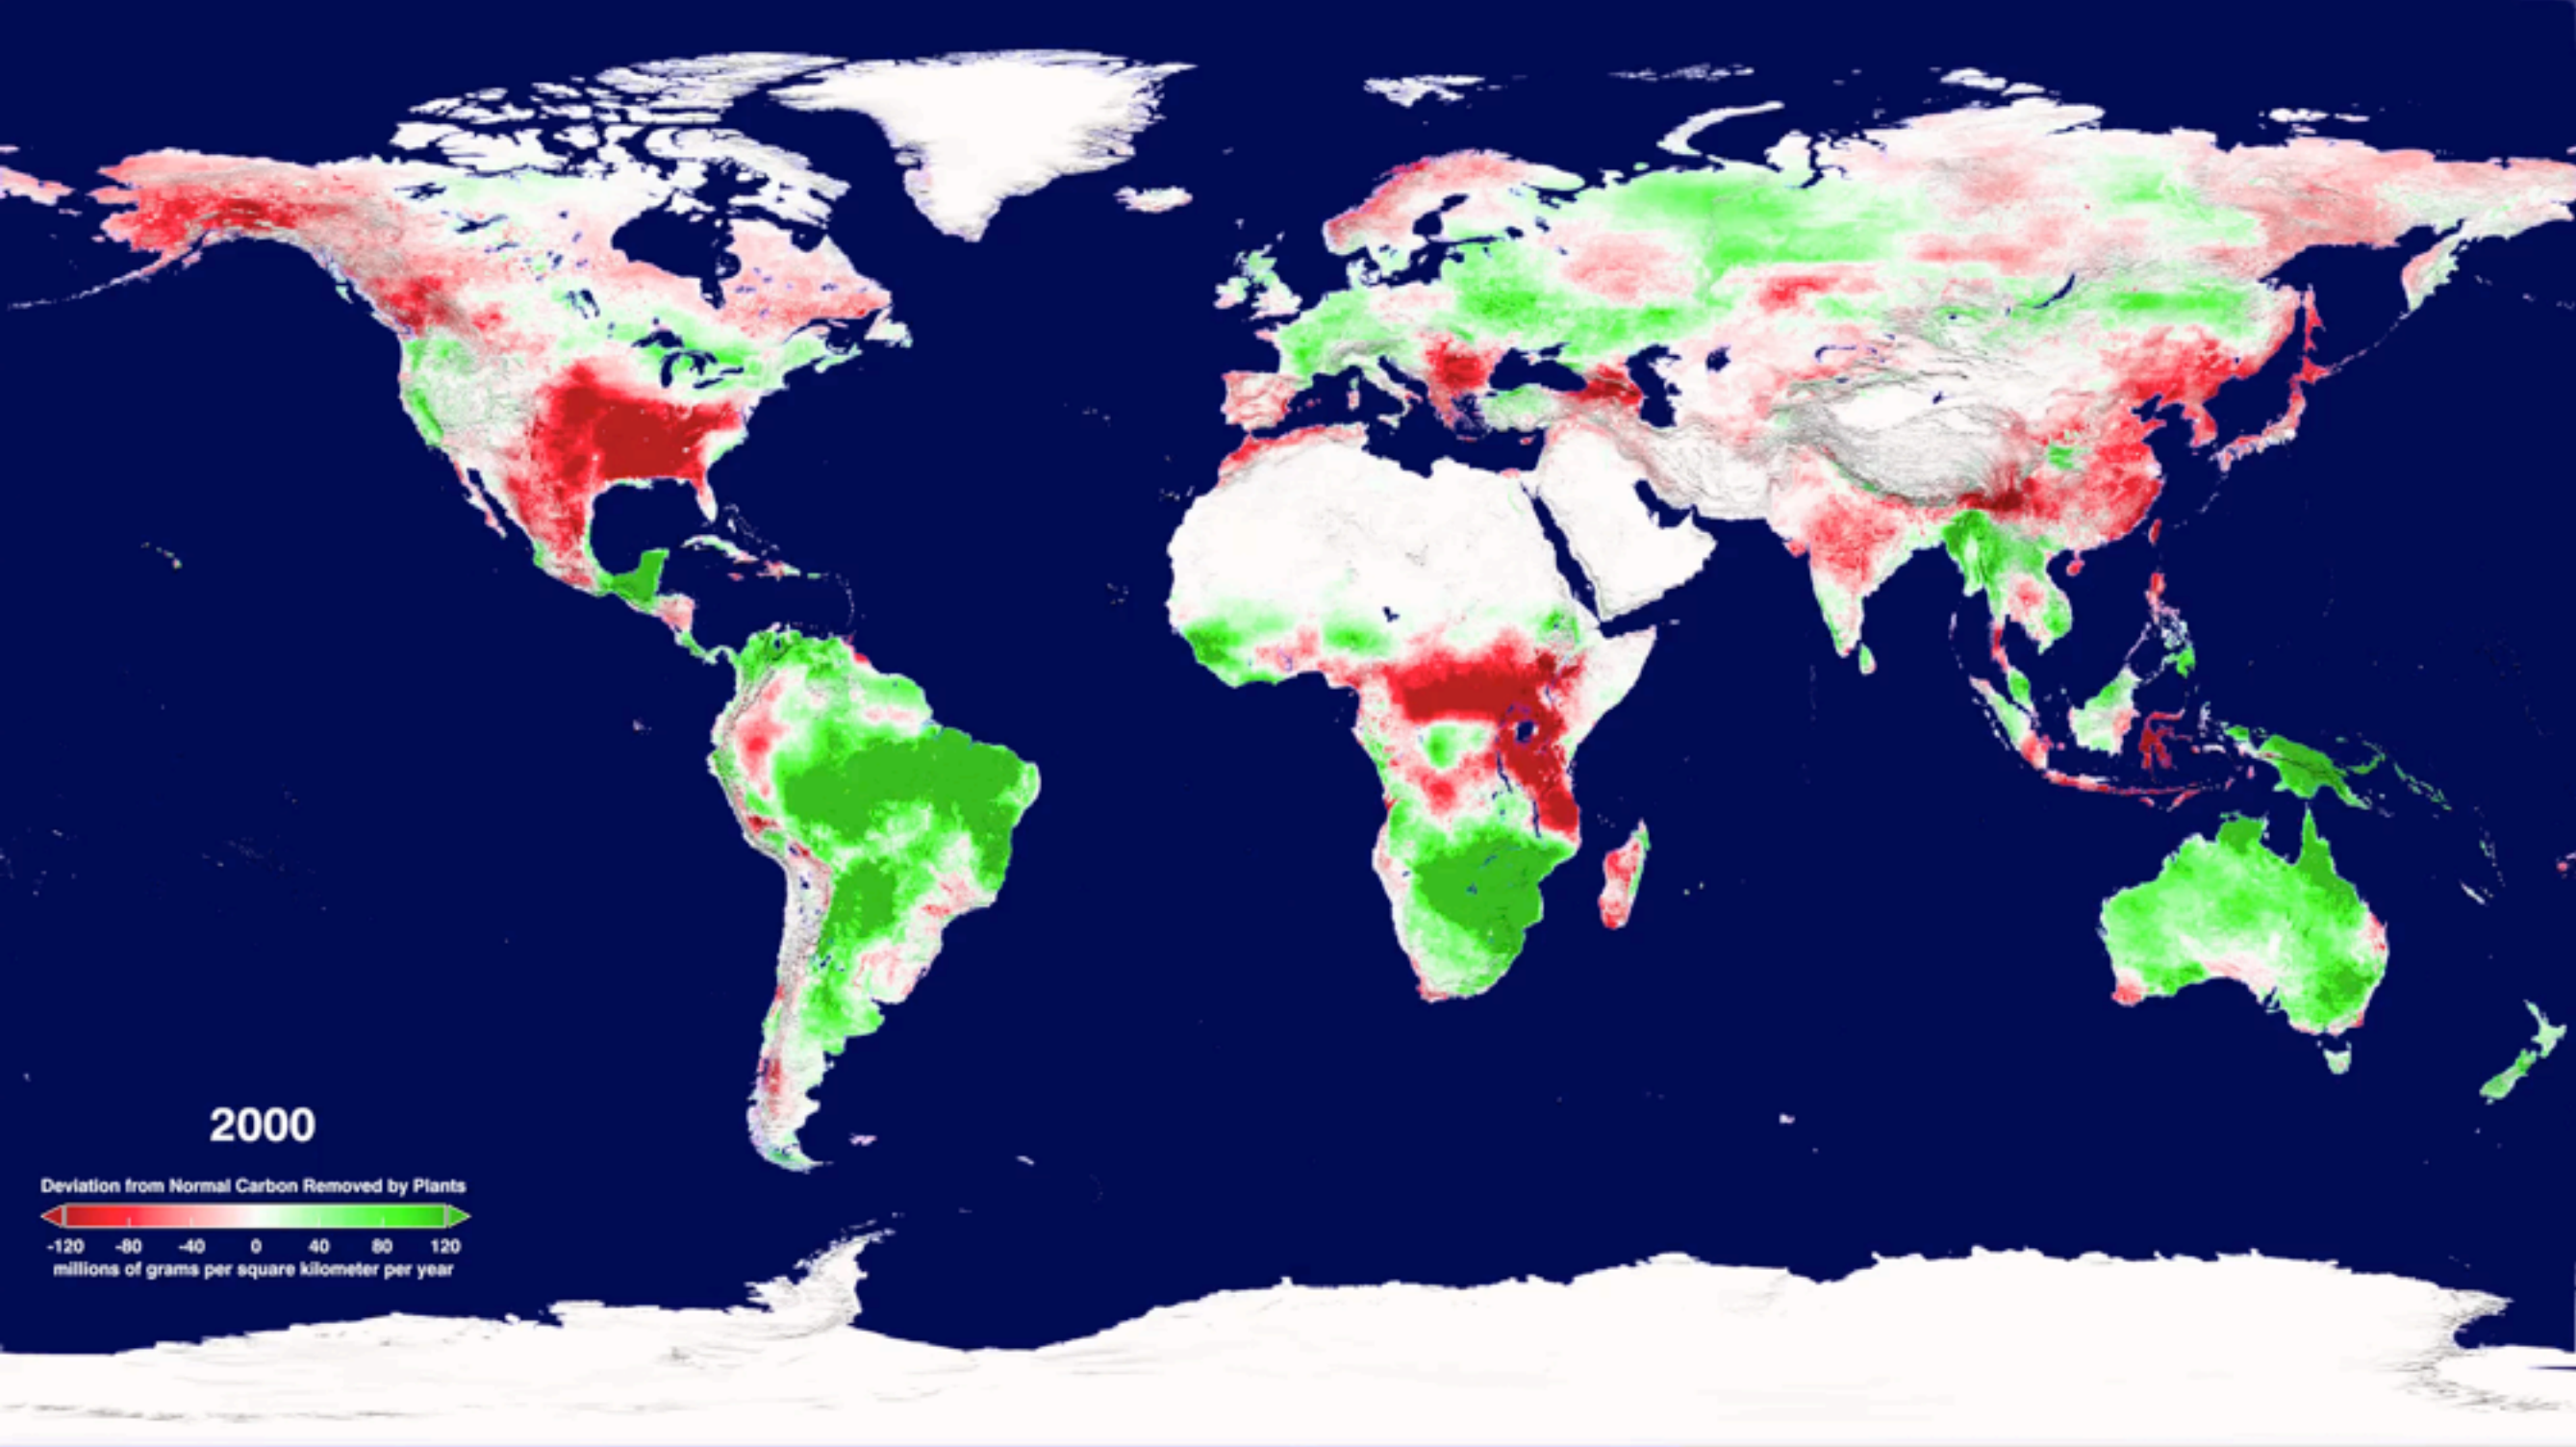 2000
Deviation from Normal Carbon Removed by Plants
-120 -80 -40 0 40 80 120
millions of grams per square kilometer per year